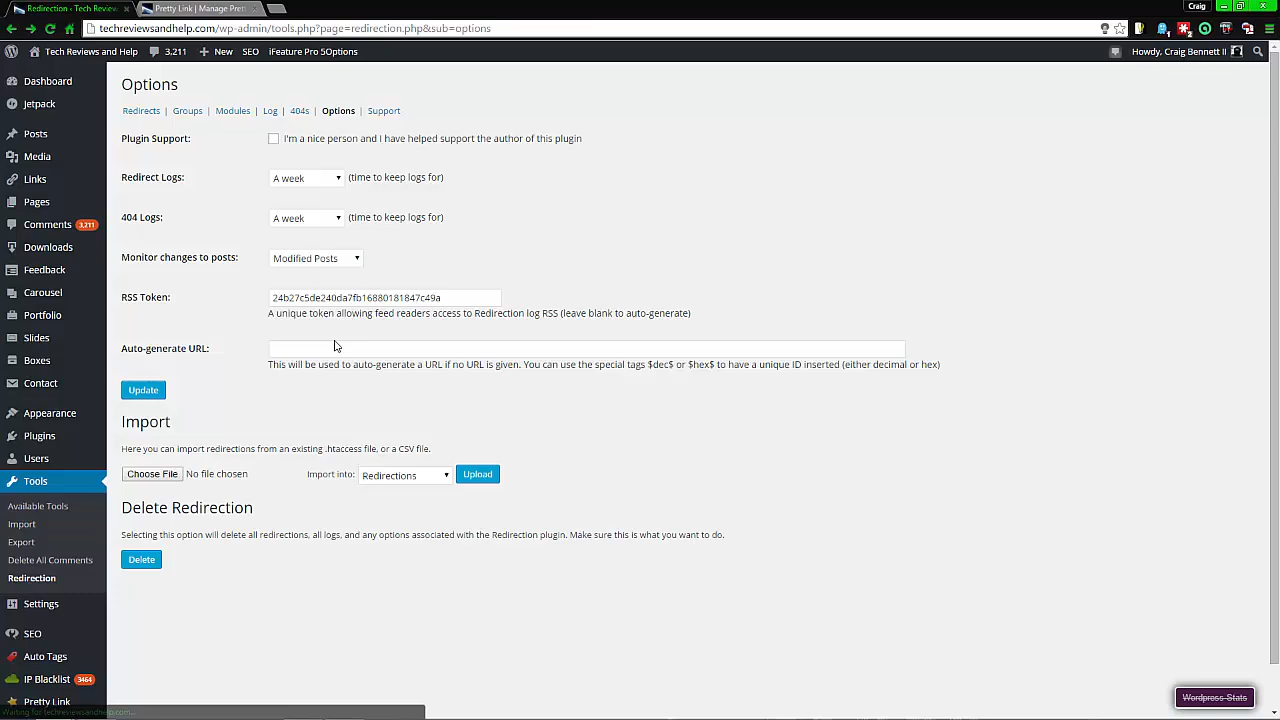 Redirection ‹ Tech Review
Pretty Link | Manage Prett
Craig
techreviewsandhelp.com/wp-admin/tools.php?page=redirection.php&sub=options
Tech Reviews and Help 3,211 + New SEO iFeature Pro 5Options Howdy, Craig Bennett II
Dashboard
Jetpack
Posts
Media
Links
Pages
Comments 3,211
Downloads
Feedback
Carousel
Portfolio
Slides
Boxes
Contact
Appearance
Plugins
Users
Tools
Available Tools
Import
Export
Delete All Comments
Redirection
Settings
SEO
Auto Tags
IP Blacklist 3464
Pretty Link
Waiting for techreviewsandhelp.com...
Options
Redirects | Groups | Modules | Log | 404s | Options | Support
Plugin Support: I'm a nice person and I have helped support the author of this plugin
Redirect Logs: A week (time to keep logs for)
404 Logs: A week (time to keep logs for)
Monitor changes to posts: Modified Posts
RSS Token: 24b27c5de240da7fb16880181847c49a
A unique token allowing feed readers access to Redirection log RSS (leave blank to auto-generate)
Auto-generate URL:
This will be used to auto-generate a URL if no URL is given. You can use the special tags $dec$ or $hex$ to have a unique ID inserted (either decimal or hex)
Update
Import
Here you can import redirections from an existing .htaccess file, or a CSV file.
Choose File No file chosen Import into: Redirections Upload
Delete Redirection
Selecting this option will delete all redirections, all logs, and any options associated with the Redirection plugin. Make sure this is what you want to do.
Delete
Wordpress-Stats